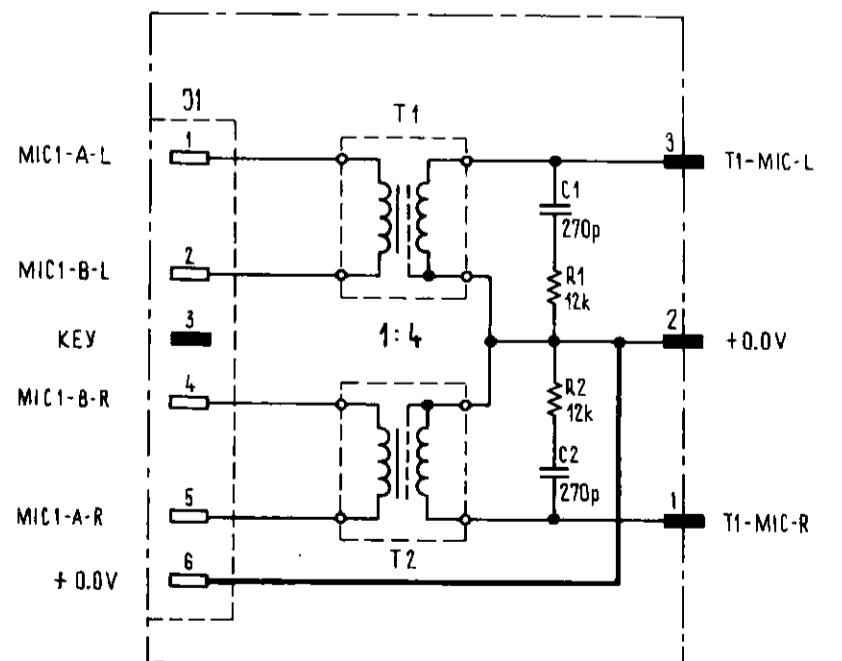 J1
T1
MIC1-A-L
1
3
T1-MIC-L
C1
270p
MIC1-B-L
2
R1
12k
KEY
3
1:4
2
+0.0V
MIC1-B-R
4
R2
12k
C2
270p
MIC1-A-R
5
1
T1-MIC-R
+0.0V
6
T2